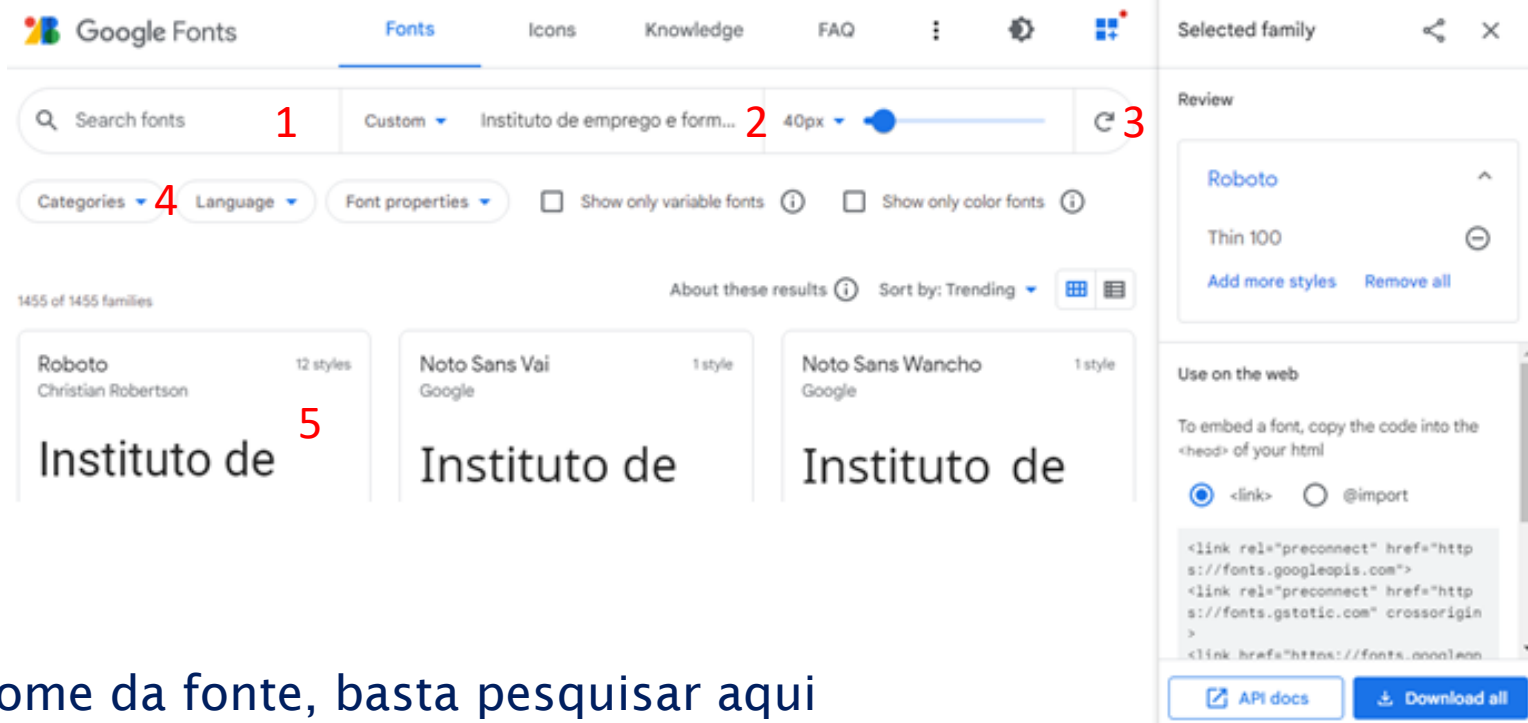 Google Fonts
Fonts Icons Knowledge FAQ
Search fonts 1 Custom Instituto de emprego e form... 2 40px 3
Categories 4 Language Font properties Show only variable fonts Show only color fonts
About these results Sort by: Trending
1455 of 1455 families
Roboto 12 styles
Christian Robertson
5
Instituto de
Noto Sans Vai 1 style
Google
Instituto de
Noto Sans Wancho 1 style
Google
Instituto de
ome da fonte, basta pesquisar aqui
Selected family
Review
Roboto
Thin 100
Add more styles Remove all
Use on the web
To embed a font, copy the code into the
<head> of your html
<link> @import
<link rel="preconnect" href="http
s://fonts.googleapis.com">
<link rel="preconnect" href="http
s://fonts.gstatic.com" crossorigin
>
<link href="https://fonts.googleap
API docs Download all